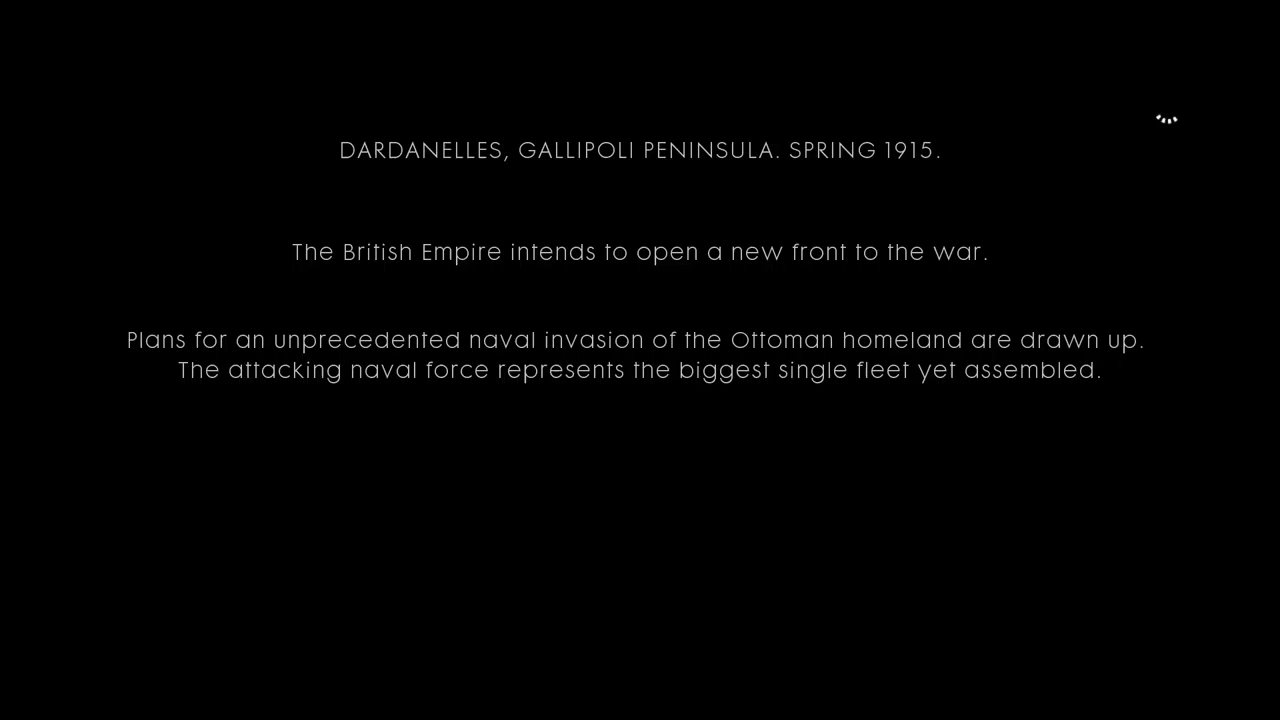 DARDANELLES, GALLIPOLI PENINSULA. SPRING 1915.
The British Empire intends to open a new front to the war.
Plans for an unprecedented naval invasion of the Ottoman homeland are drawn up.
The attacking naval force represents the biggest single fleet yet assembled.